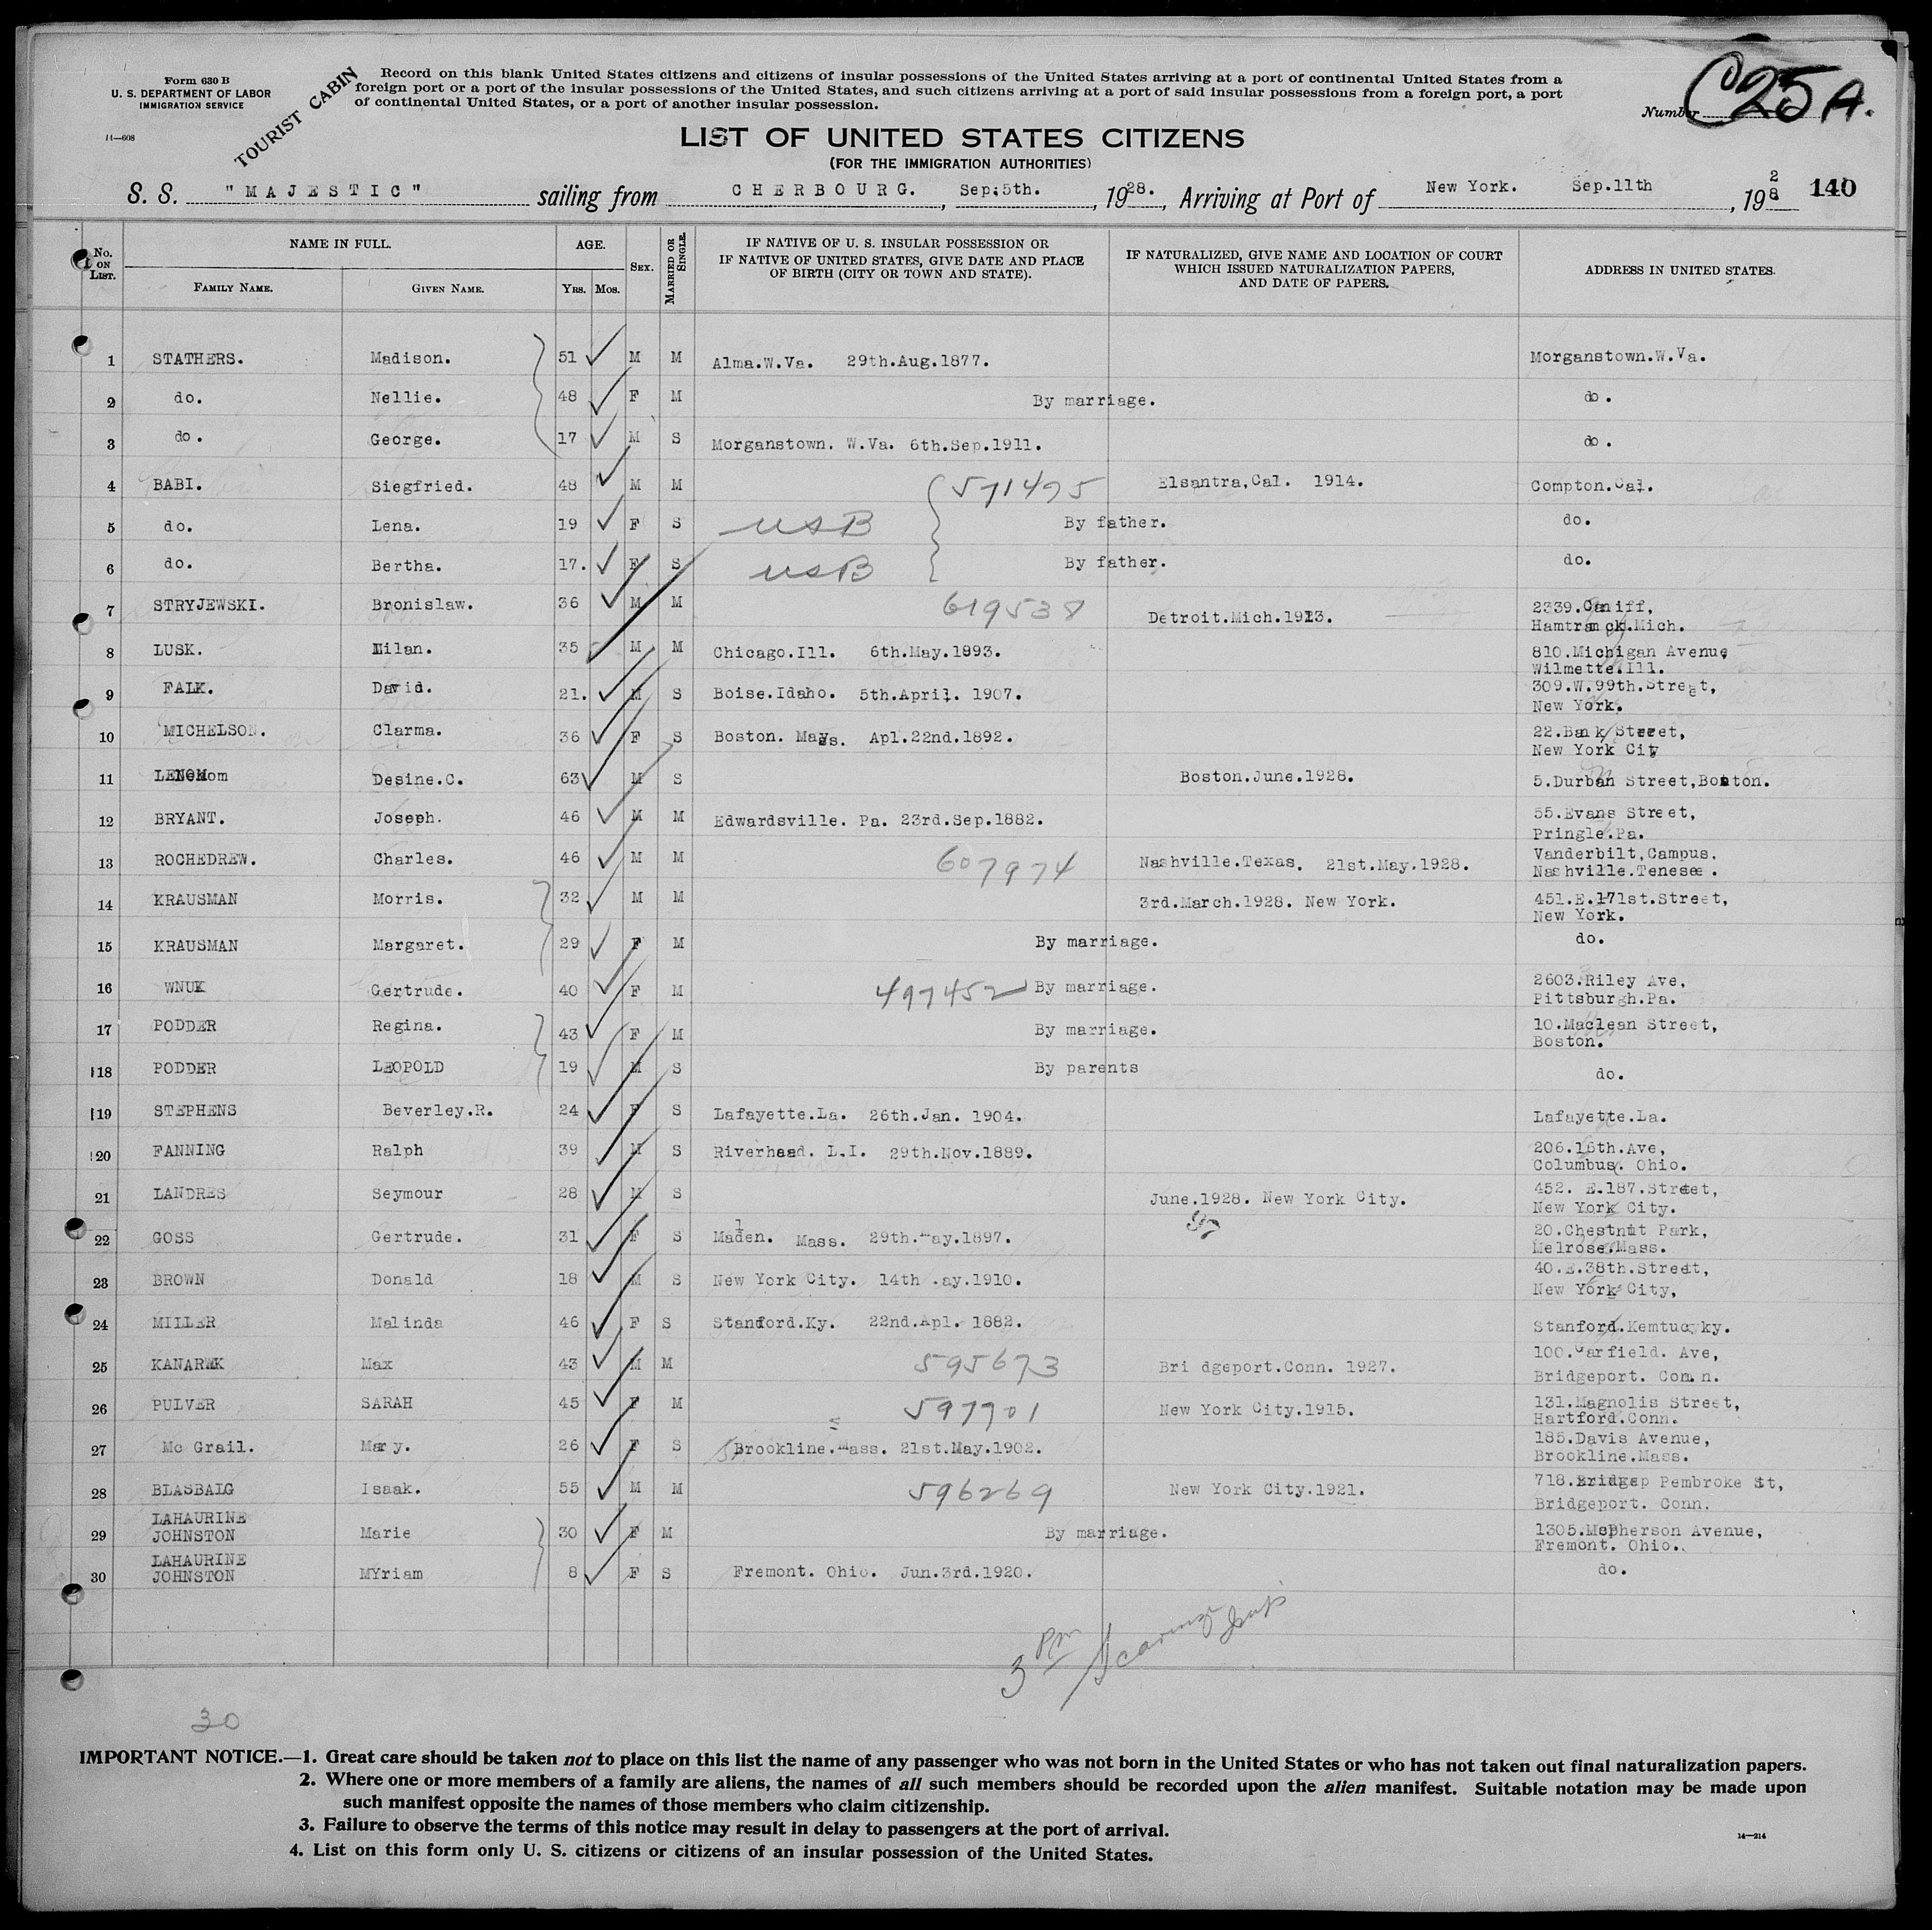 Form 630 B
U. S. DEPARTMENT OF LABOR
IMMIGRATION SERVICE
14—608
TOURIST CABIN
Record on this blank United States citizens and citizens of insular possessions of the United States arriving at a port of continental United States from a
foreign port or a port of the insular possessions of the United States, and such citizens arriving at a port of said insular possessions from a foreign port, a port
of continental United States, or a port of another insular possession.
Number C25A.
LIST OF UNITED STATES CITIZENS
(FOR THE IMMIGRATION AUTHORITIES)
S. S. "MAJESTIC" sailing from CHERBOURG. , Sep:5th. , 1928. , Arriving at Port of New York. Sep.11th , 1928 140
No. ON LIST. NAME IN FULL. AGE. SEX. MARRIED OR SINGLE. IF NATIVE OF U. S. INSULAR POSSESSION OR IF NATIVE OF UNITED STATES, GIVE DATE AND PLACE OF BIRTH (CITY OR TOWN AND STATE). IF NATURALIZED, GIVE NAME AND LOCATION OF COURT WHICH ISSUED NATURALIZATION PAPERS, AND DATE OF PAPERS. ADDRESS IN UNITED STATES.
FAMILY NAME. GIVEN NAME. YRS. MOS.
1 STATHERS. Madison. 51 M M Alma.W.Va. 29th.Aug.1877. Morganstown.W.Va.
2 do. Nellie. 48 F M By marriage. do.
3 do. George. 17 M S Morganstown. W.Va. 6th.Sep.1911. do.
4 BABI. Siegfried. 48 M M 571495 Elsantra,Cal. 1914. Compton.Cal.
5 do. Lena. 19 F S USB By father. do.
6 do. Bertha. 17. F S USB By father. do.
7 STRYJEWSKI. Bronislaw. 36 M M 619538 Detroit.Mich.1923. 2339.Caniff,
Hamtramck.Mich.
8 LUSK. Milan. 35 M M Chicago.Ill. 6th.May.1893. 810.Michigan Avenue,
Wilmette.Ill.
9 FALK. David. 21. M S Boise.Idaho. 5th.April. 1907. 309.W.99th.Street,
New York.
10 MICHELSON. Clarma. 36 F S Boston. Mass. Apl.22nd.1892. 22.Bank Street,
New York City
11 Desine.C. 63 M S Boston.June.1928. 5.Durban Street,Boston.
12 BRYANT. Joseph. 46 M M Edwardsville. Pa. 23rd.Sep.1882. 55.Evans Street,
Pringle.Pa.
13 ROCHEDREW. Charles. 46 M M 607974 Nashville.Texas. 21st.May.1928. Vanderbilt,Campus.
Nashville.Tenesee.
14 KRAUSMAN Morris. 32 M M 3rd.March.1928. New York. 451.E.171st.Street,
New York.
15 KRAUSMAN Margaret. 29 F M By marriage. do.
16 WNUK Gertrude. 40 F M 497452 By marriage. 2603.Riley Ave,
Pittsburgh.Pa.
17 PODDER Regina. 43 F M By marriage. 10.Maclean Street,
Boston.
18 PODDER LEOPOLD 19 M S By parents do.
19 STEPHENS Beverley.R. 24 F S Lafayette.La. 26th.Jan. 1904. Lafayette.La.
20 FANNING Ralph 39 M S Riverhead. L.I. 29th.Nov.1889. 206.16th.Ave,
Columbus. Ohio.
21 LANDRES Seymour 28 M S June.1928. New York City. 452. E.187.Street,
New York City.
22 GOSS Gertrude. 31 F S Malden. Mass. 29th.May.1897. 20.Chestnut Park,
Melrose.Mass.
23 BROWN Donald 18 M S New York City. 14th .ay.1910. 40.E.38th.Street,
New York City,
24 MILLER Malinda 46 F S Stanford.Ky. 22nd.Apl. 1882. Stanford.Kemtucyky.
25 KANAREK Max 43 M M 595673 Bri dgeport.Conn. 1927. 100.Garfield. Ave,
Bridgeport. Conn.
26 PULVER SARAH 45 F M 597701 New York City.1915. 131.Magnolis Street,
Hartford.Conn.
27 Mc Grail. Mary. 26 F S Brookline.Mass. 21st.May.1902. 185.Davis Avenue,
Brookline.Mass.
28 BLASBALG Isaak. 55 M M 596269 New York City.1921. 718. Pembroke St,
Bridgeport. Conn.
29 LAHAURINE
JOHNSTON Marie 30 F M By marriage. 1305.McPherson Avenue,
Fremont. Ohio.
30 LAHAURINE
JOHNSTON MYriam 8 F S Fremont. Ohio. Jun.3rd.1920. do.
3 Pm
30
IMPORTANT NOTICE.—1. Great care should be taken not to place on this list the name of any passenger who was not born in the United States or who has not taken out final naturalization papers.
2. Where one or more members of a family are aliens, the names of all such members should be recorded upon the alien manifest. Suitable notation may be made upon
such manifest opposite the names of those members who claim citizenship.
3. Failure to observe the terms of this notice may result in delay to passengers at the port of arrival.
4. List on this form only U. S. citizens or citizens of an insular possession of the United States.
14—214